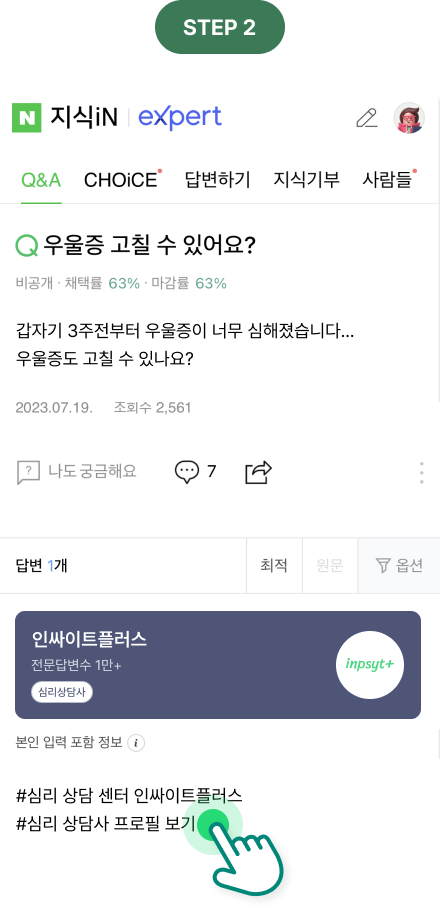 STEP 2
N 지식iN expert
Q&A CHOiCE 답변하기 지식기부 사람들
Q 우울증 고칠 수 있어요?
비공개 · 채택률 63% · 마감률 63%
갑자기 3주전부터 우울증이 너무 심해졌습니다...
우울증도 고칠 수 있나요?
2023.07.19. 조회수 2,561
? 나도 궁금해요 7
답변 1개 최적 원문 옵션
인싸이트플러스
전문답변수 1만+
심리상담사
inpsyt+
본인 입력 포함 정보 i
#심리 상담 센터 인싸이트플러스
#심리 상담사 프로필 보기